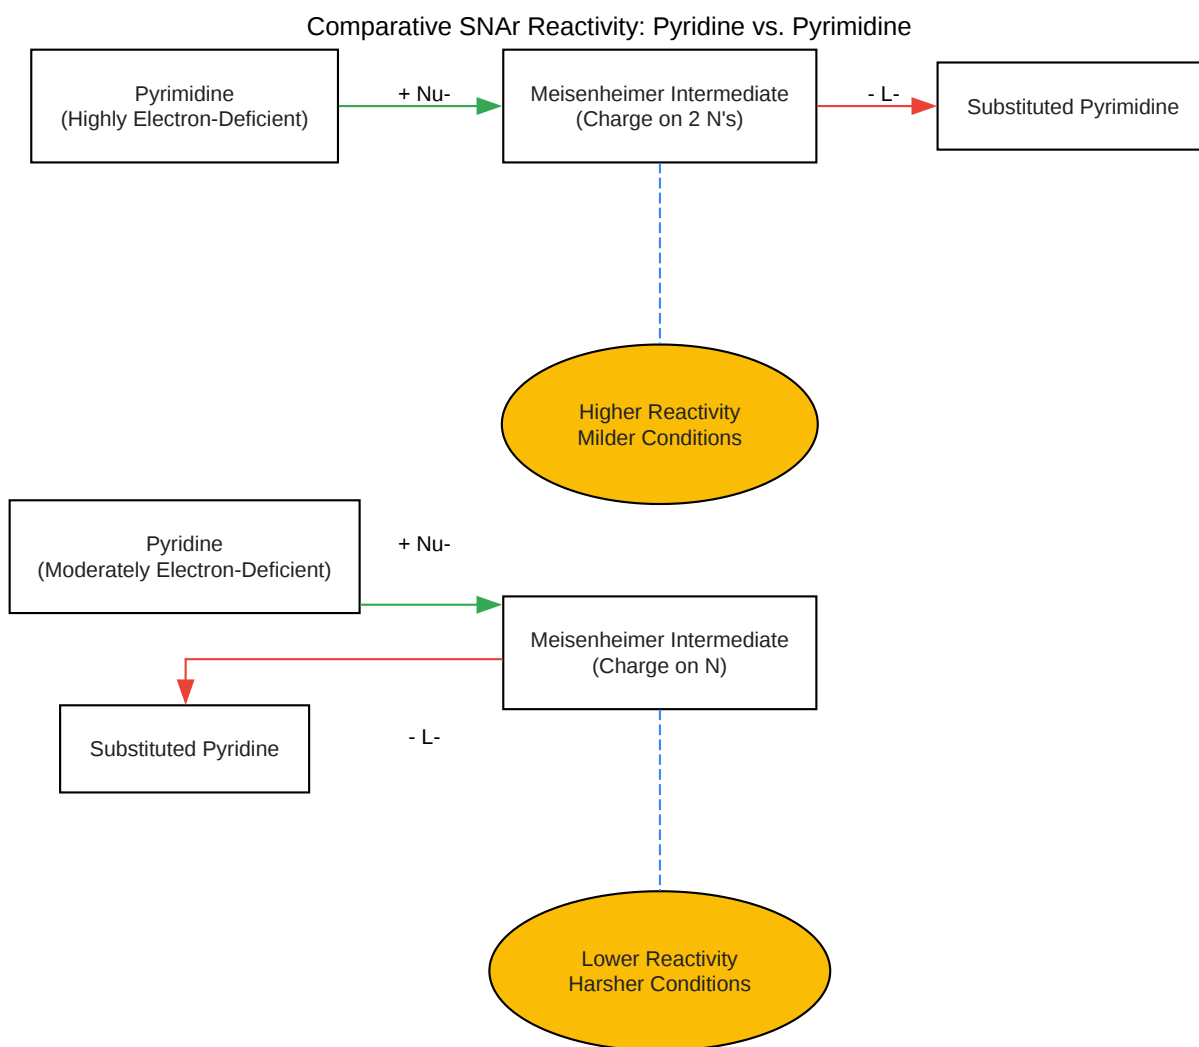 Comparative SNAr Reactivity: Pyridine vs. Pyrimidine
Pyrimidine
(Highly Electron-Deficient)
+ Nu-
Meisenheimer Intermediate
(Charge on 2 N's)
- L-
Substituted Pyrimidine
Higher Reactivity
Milder Conditions
Pyridine
(Moderately Electron-Deficient)
+ Nu-
Meisenheimer Intermediate
(Charge on N)
- L-
Substituted Pyridine
Lower Reactivity
Harsher Conditions